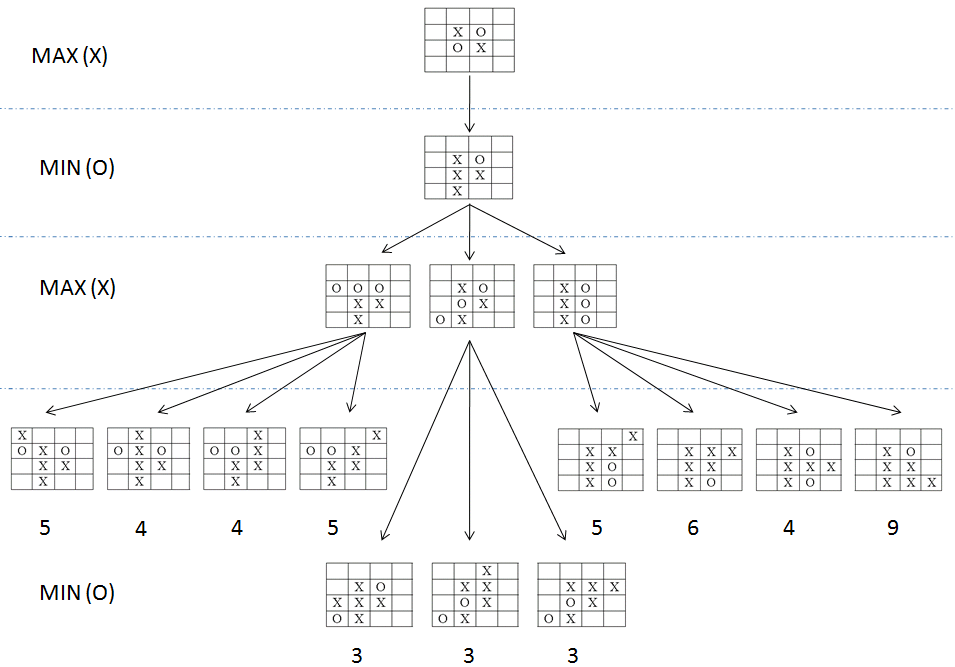 X O
O X
MAX (X)
X O
MIN (O)
X X
X
MAX (X)
O O O X O X O
X X O X X O
X O X X O
X X X X X
O X O O X O O O X O O X X X X X X X O X O
X X X X X X X X X O X X X X X X X
X X X X X O X O X O X X X
5 4 4 5 5 6 4 9
X
X O X X X X X
MIN (O)
X X X O X O X
O X O X O X
3 3 3